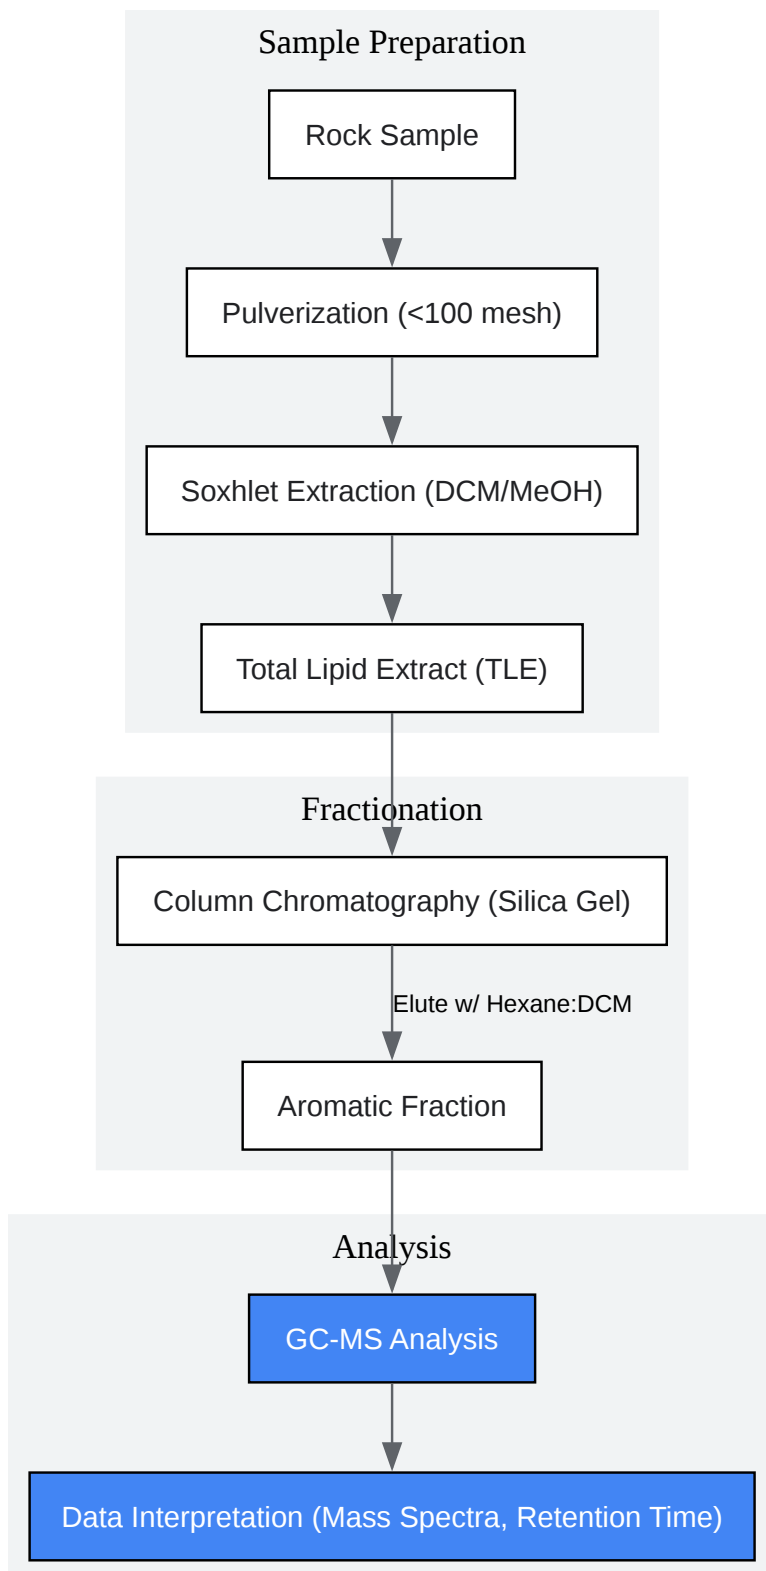 Sample Preparation
Rock Sample
Pulverization (<100 mesh)
Soxhlet Extraction (DCM/MeOH)
Total Lipid Extract (TLE)
Fractionation
Column Chromatography (Silica Gel)
Elute w/ Hexane:DCM
Aromatic Fraction
Analysis
GC-MS Analysis
Data Interpretation (Mass Spectra, Retention Time)